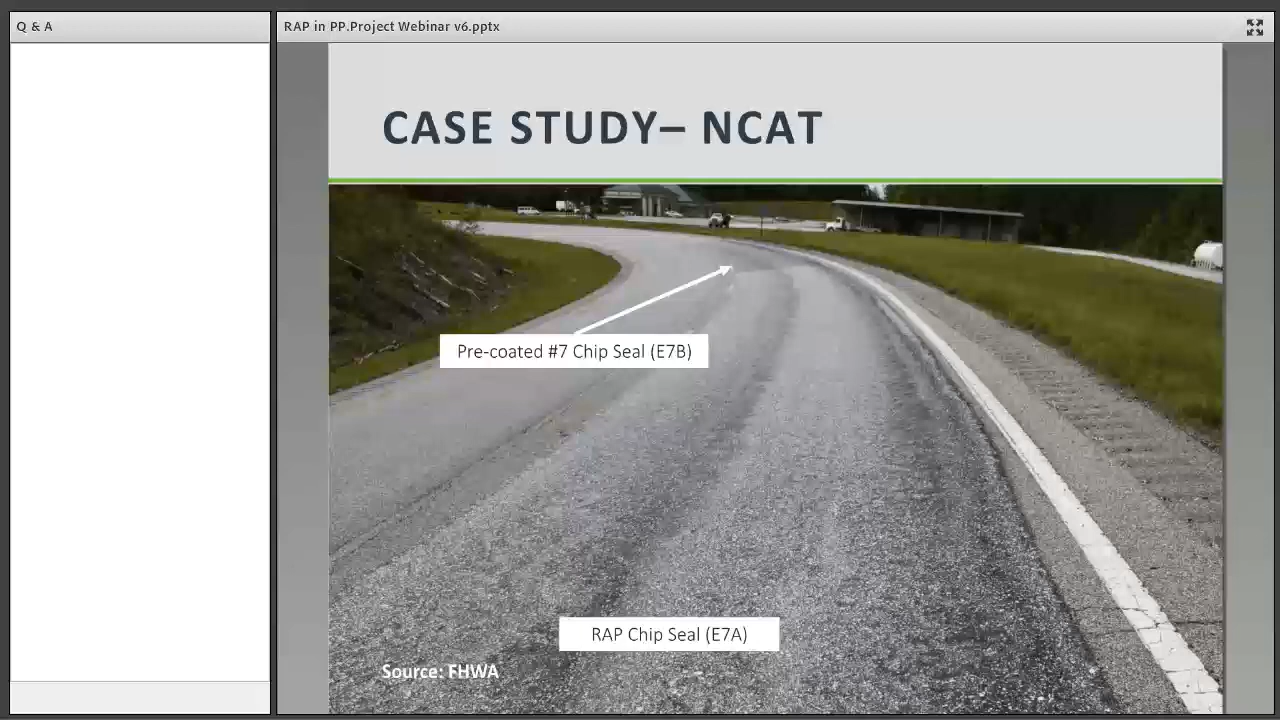 Q & A
RAP in PP.Project Webinar v6.pptx
CASE STUDY– NCAT
Pre-coated #7 Chip Seal (E7B)
RAP Chip Seal (E7A)
Source: FHWA